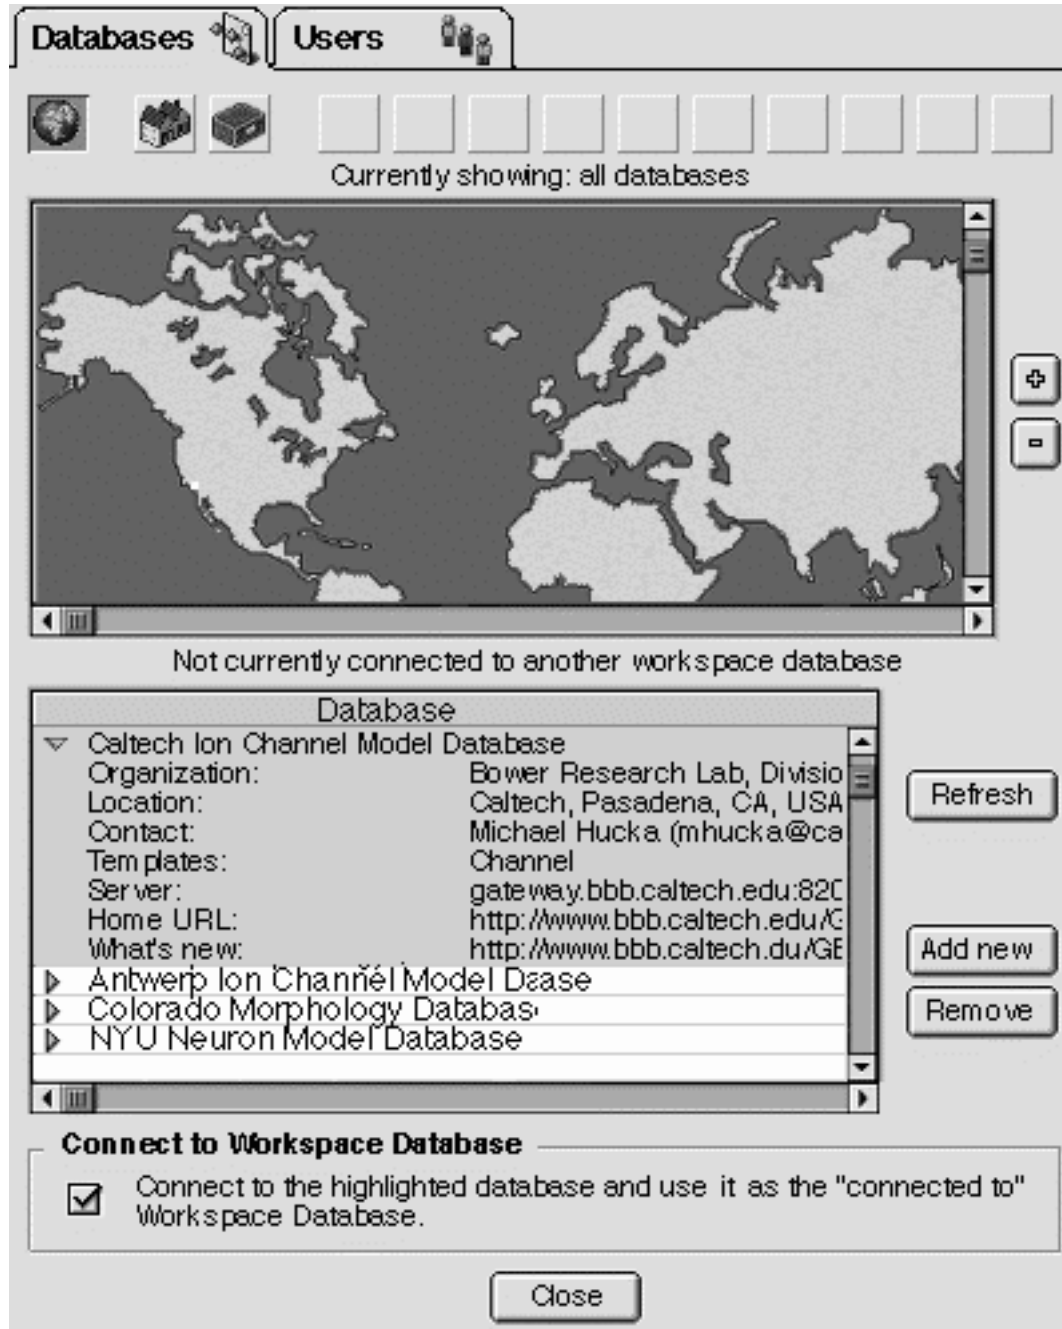 Databases Users
Currently showing: all databases
Not currently connected to another workspace database
Database
Caltech Ion Channel Model Database
Organization: Bower Research Lab, Divisio
Location: Caltech, Pasadena, CA, USA
Contact: Michael Hucka (mhucka@ca
Templates: Channel
Server: gateway.bbb.caltech.edu:820
Home URL: http://www.bbb.caltech.edu/G
What's new: http://www.bbb.caltech.du/GE
Refresh
Add new
Remove
Antwerp Ion Channel Model Daase
Colorado Morphology Databas
NYU Neuron Model Database
Connect to Workspace Database
Connect to the highlighted database and use it as the "connected to"
Workspace Database.
Close